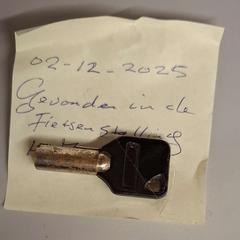 02-12-2025
Gevonden in de
Fietsenstalling